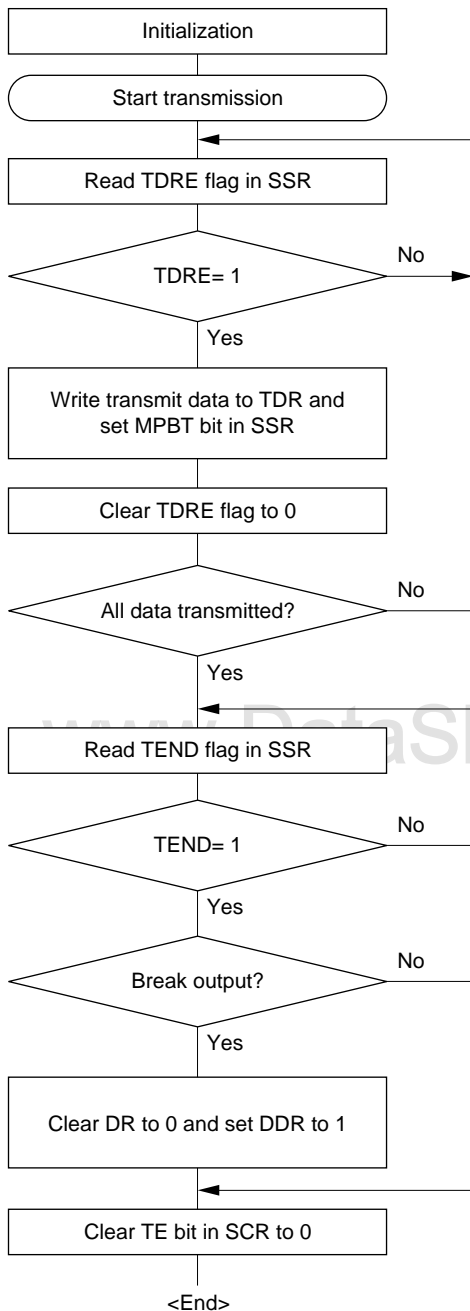 Initialization
Start transmission
Read TDRE flag in SSR
TDRE= 1
No
Yes
Write transmit data to TDR and
set MPBT bit in SSR
Clear TDRE flag to 0
All data transmitted?
No
Yes
Read TEND flag in SSR
TEND= 1
No
Yes
Break output?
No
Yes
Clear DR to 0 and set DDR to 1
Clear TE bit in SCR to 0
<End>